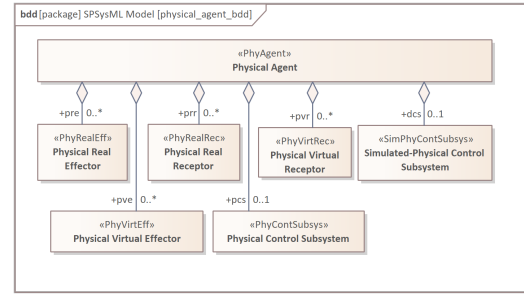 bdd [package] SPSysML Model [physical_agent_bdd]
«PhyAgent»
Physical Agent
+pre 0..*
+prr 0..*
+pvr 0..*
+dcs 0..1
«PhyRealEff»
Physical Real
Effector
«PhyRealRec»
Physical Real
Receptor
«PhyVirtRec»
Physical Virtual
Receptor
«SimPhyContSubsys»
Simulated-Physical Control
Subsystem
+pve 0..*
+pcs 0..1
«PhyVirtEff»
Physical Virtual Effector
«PhyContSubsys»
Physical Control Subsystem